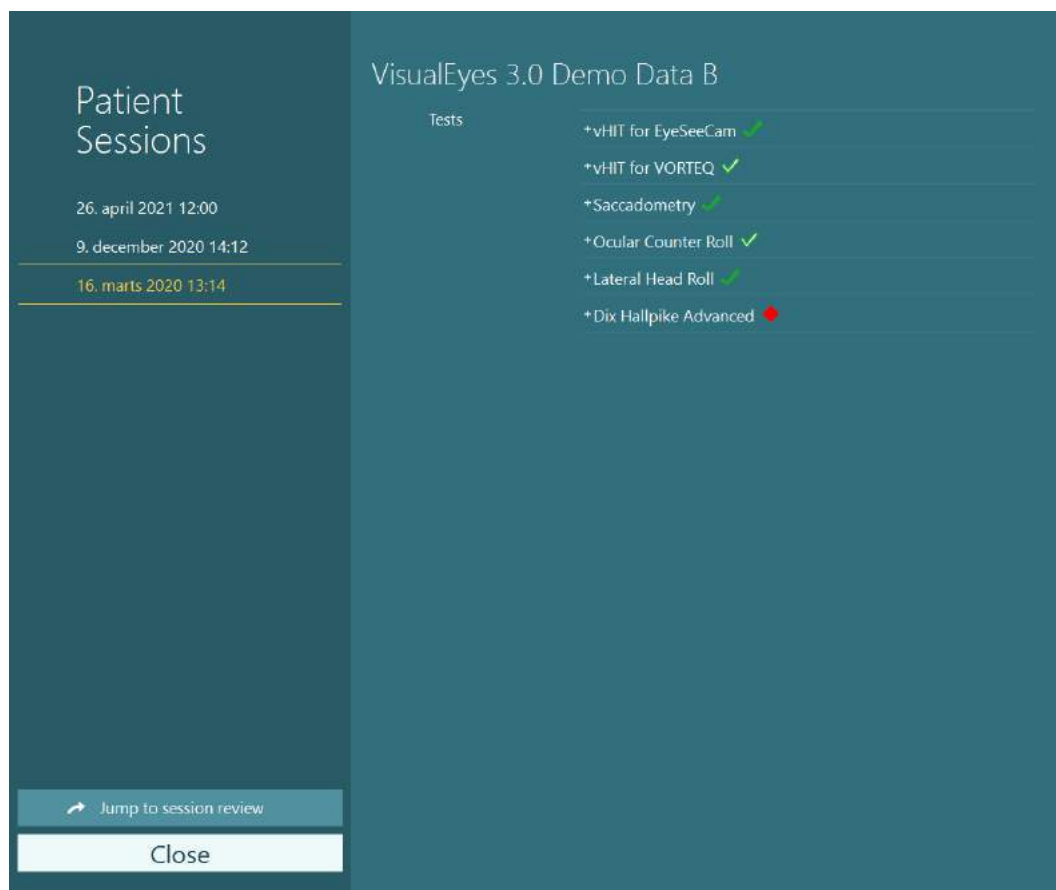 Patient
Sessions
26. april 2021 12:00
9. december 2020 14:12
16. marts 2020 13:14
Jump to session review
Close
VisualEyes 3.0 Demo Data B
Tests
+vHIT for EyeSeeCam
+vHIT for VORTEQ
+Saccadometry
+Ocular Counter Roll
+Lateral Head Roll
+Dix Hallpike Advanced